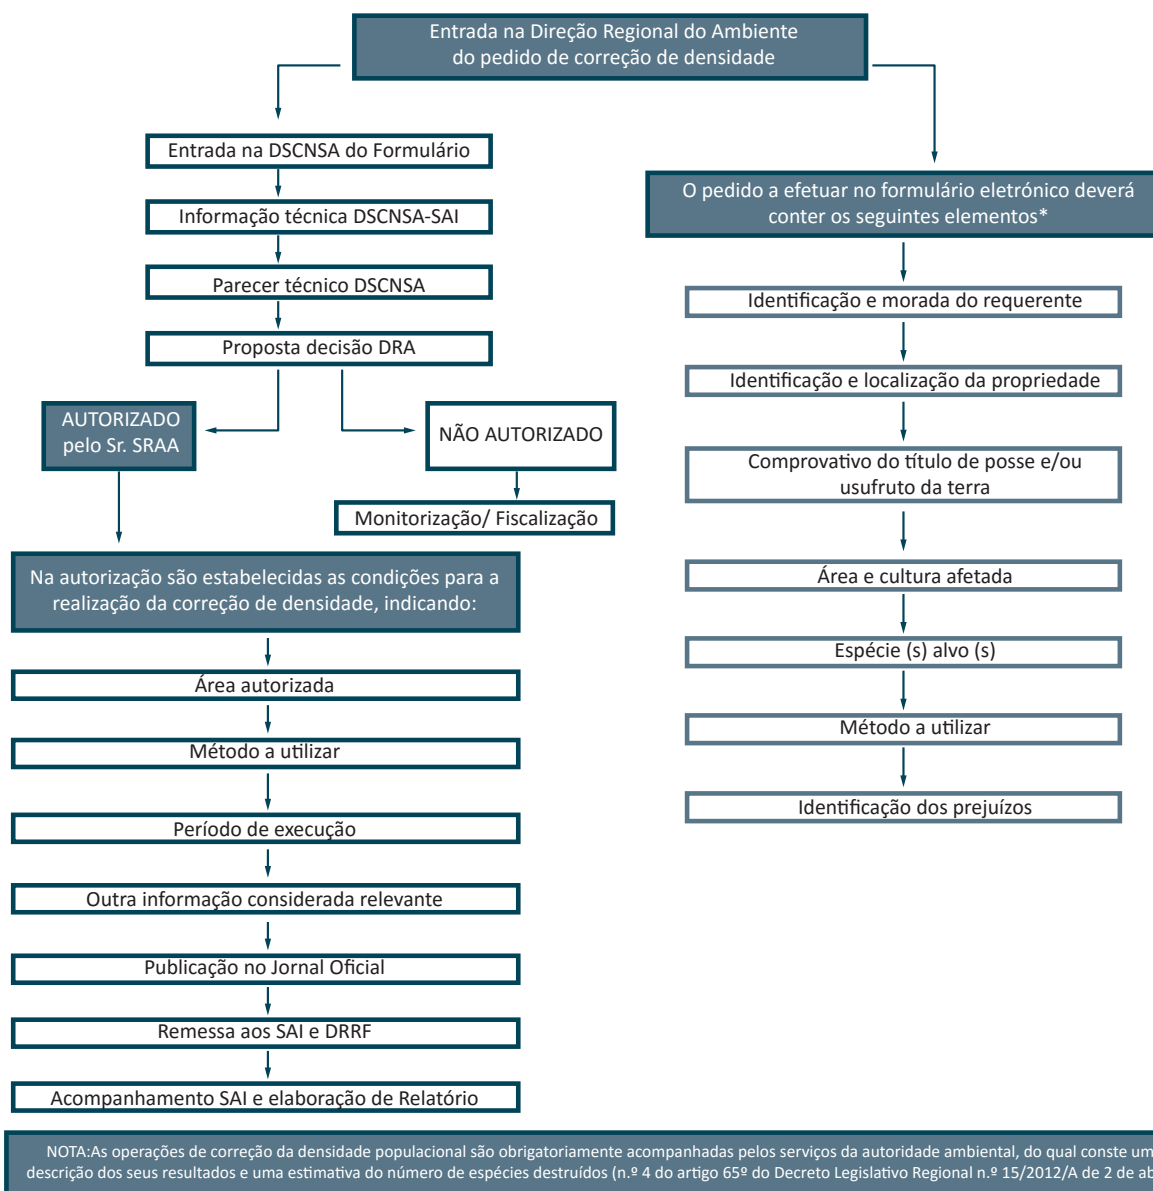 Entrada na Direção Regional do Ambiente
do pedido de correção de densidade
Entrada na DSCNSA do Formulário
Informação técnica DSCNSA-SAI
Parecer técnico DSCNSA
Proposta decisão DRA
AUTORIZADO
pelo Sr. SRAA
NÃO AUTORIZADO
Monitorização/ Fiscalização
Na autorização são estabelecidas as condições para a
realização da correção de densidade, indicando:
Área autorizada
Método a utilizar
Período de execução
Outra informação considerada relevante
Publicação no Jornal Oficial
Remessa aos SAI e DRRF
Acompanhamento SAI e elaboração de Relatório
O pedido a efetuar no formulário eletrónico deverá
conter os seguintes elementos*
Identificação e morada do requerente
Identificação e localização da propriedade
Comprovativo do título de posse e/ou
usufruto da terra
Área e cultura afetada
Espécie (s) alvo (s)
Método a utilizar
Identificação dos prejuízos
NOTA:As operações de correção da densidade populacional são obrigatoriamente acompanhadas pelos serviços da autoridade ambiental, do qual conste um
descrição dos seus resultados e uma estimativa do número de espécies destruídos (n.º 4 do artigo 65º do Decreto Legislativo Regional n.º 15/2012/A de 2 de ab